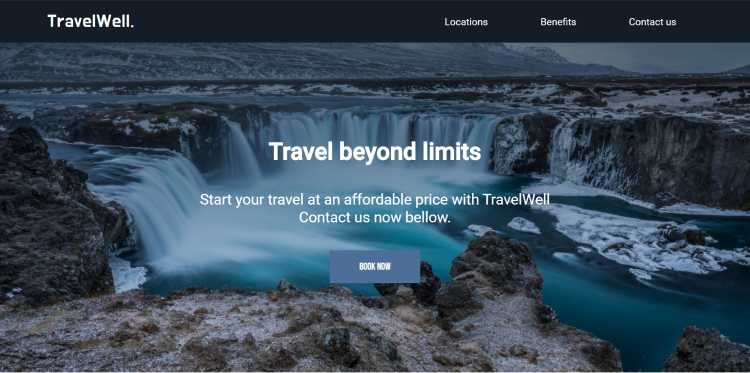 TravelWell.
Locations
Benefits
Contact us
Travel beyond limits
Start your travel at an affordable price with TravelWell
Contact us now bellow.
BOOK NOW